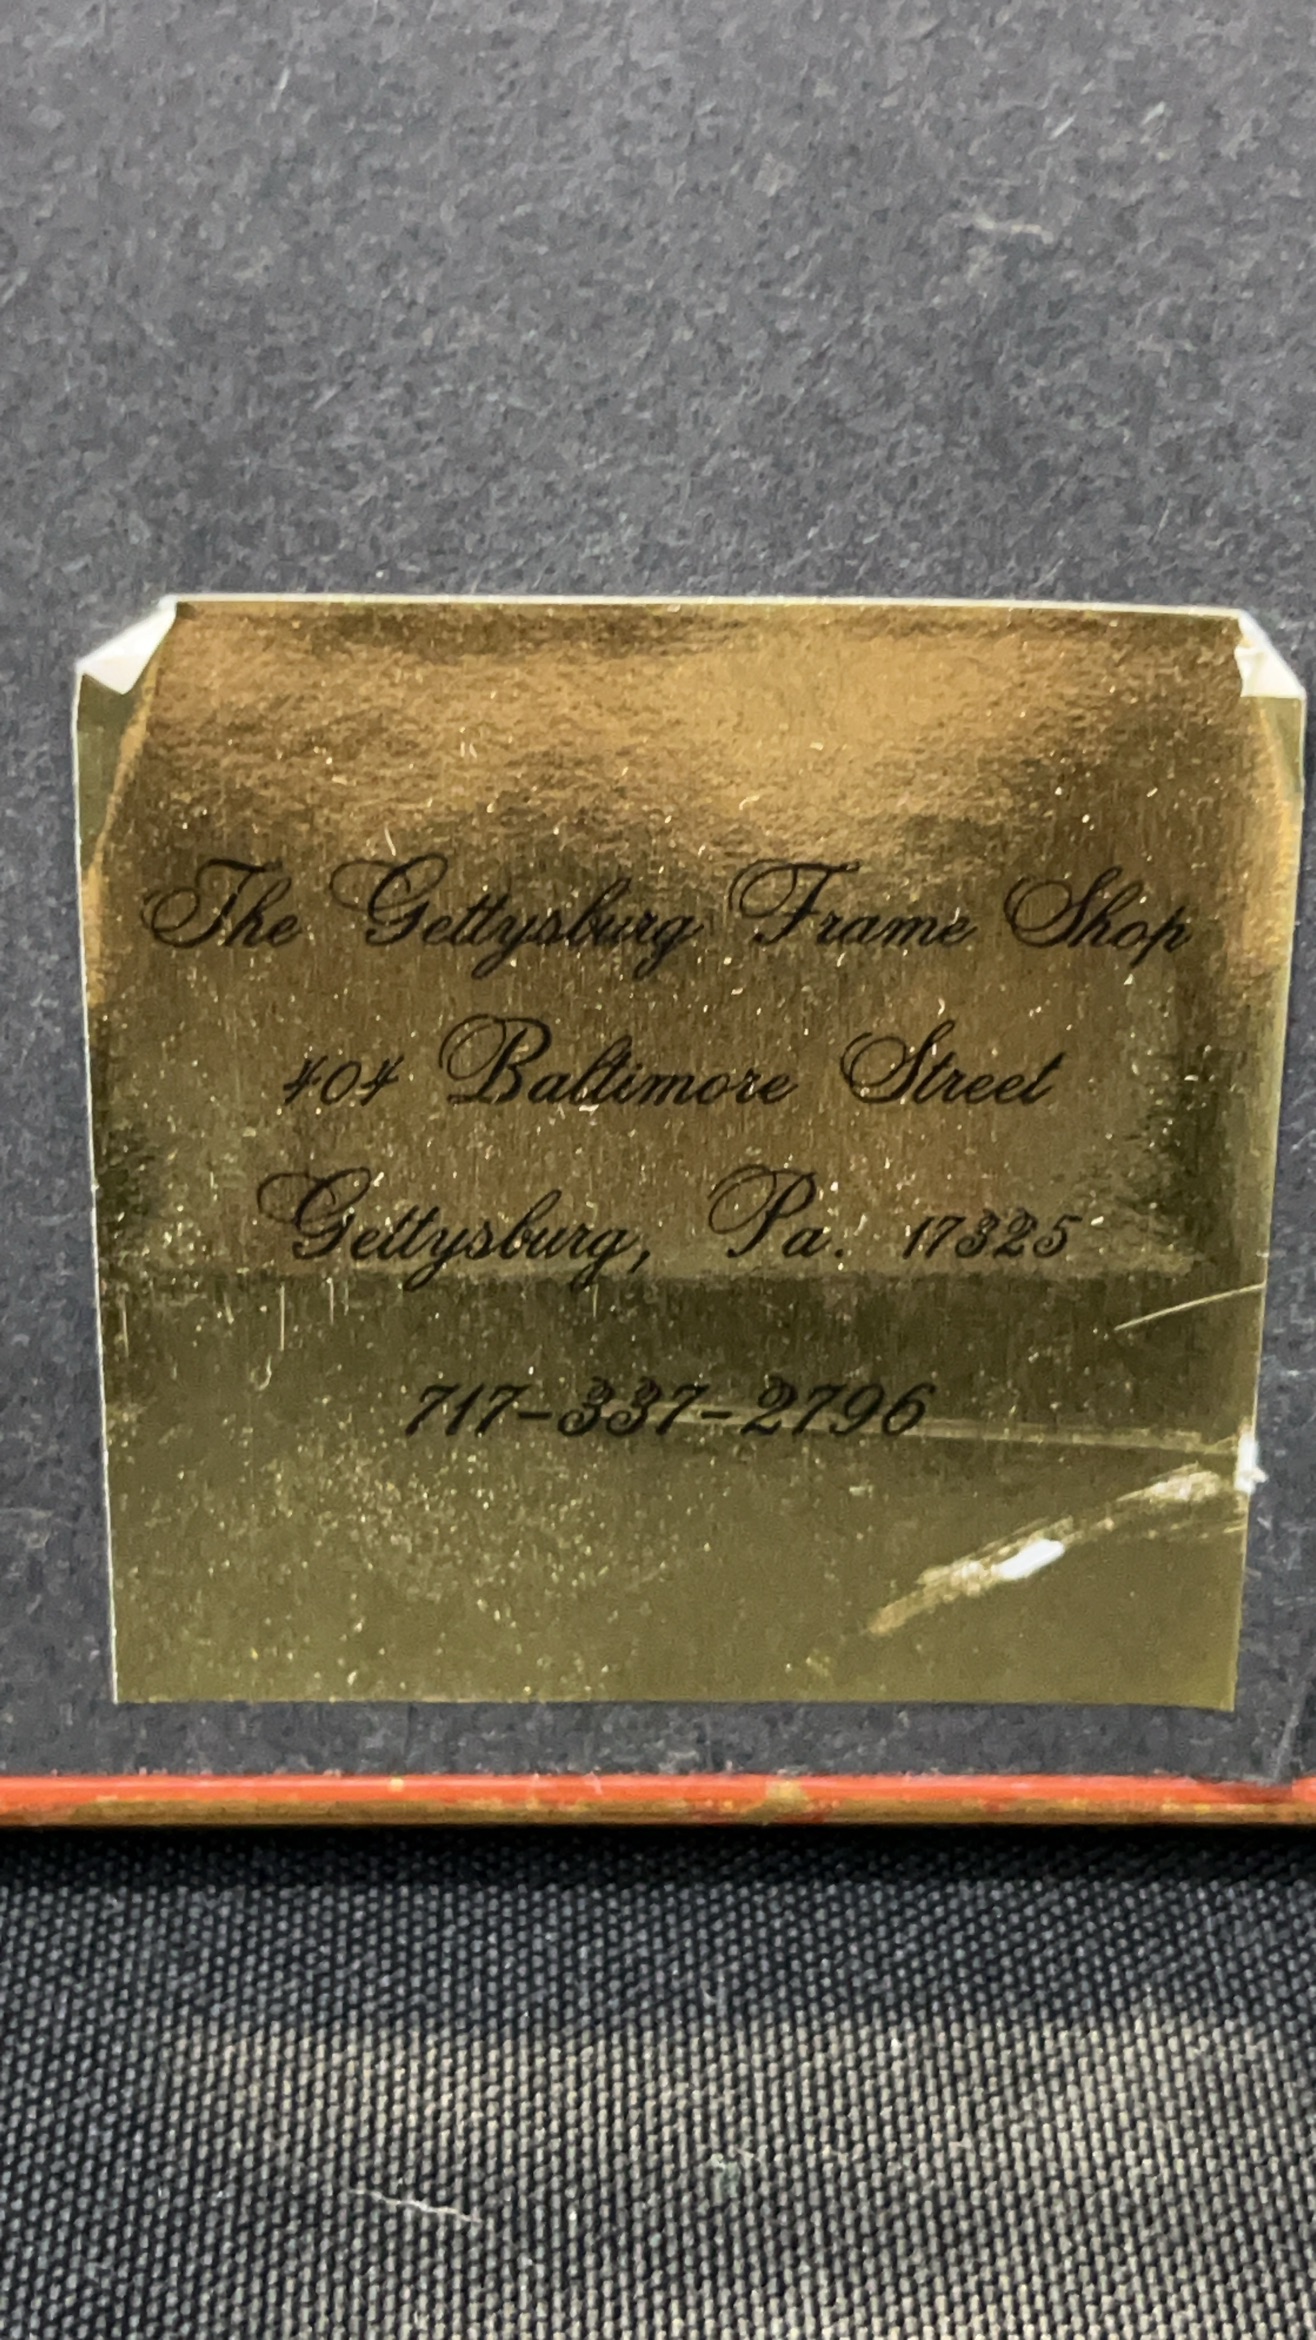 The Gettysburg Frame Shop
404 Baltimore Street
Gettysburg, Pa. 17325
717-337-2796